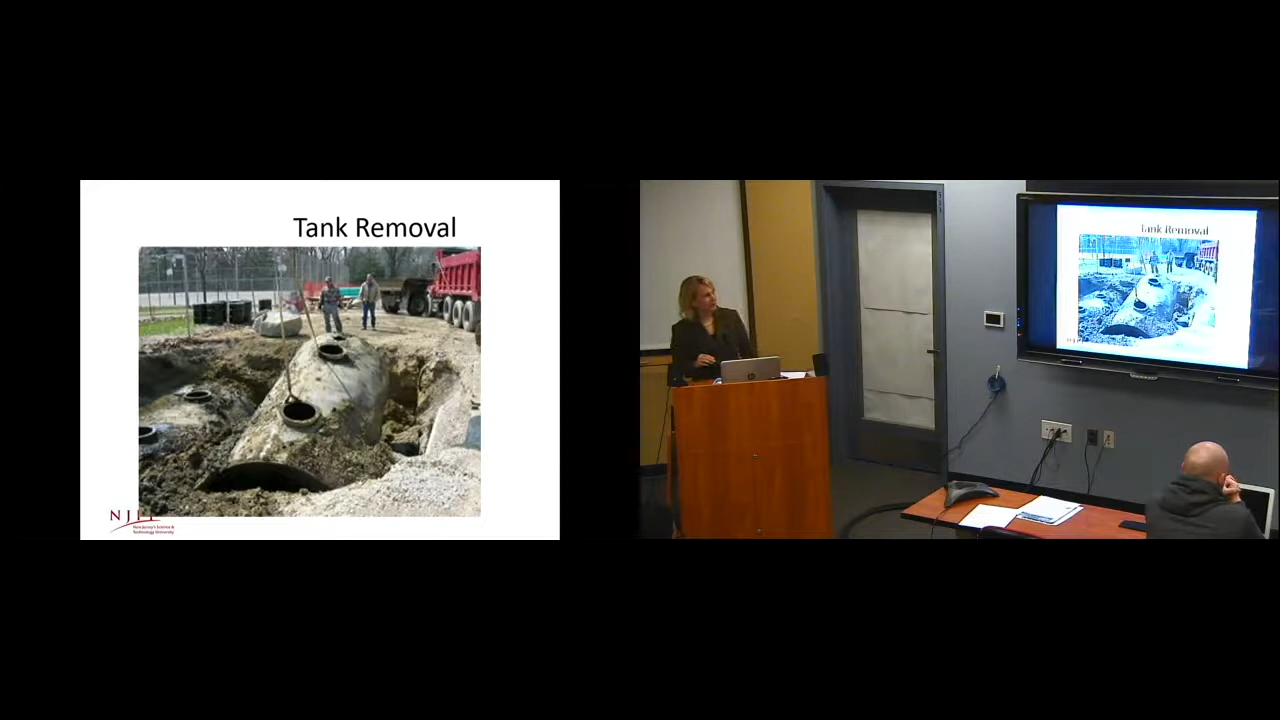 Tank Removal
NJIT
New Jersey's Science &
Technology University
Tank Removal